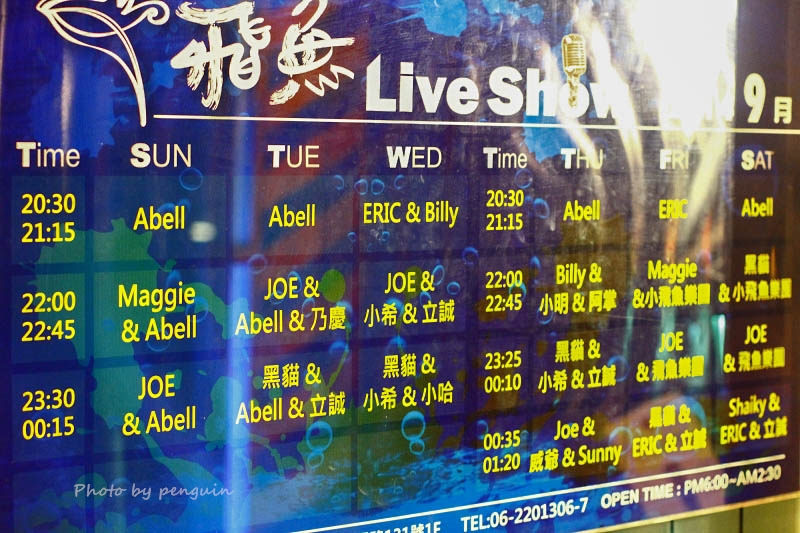 飛魚 Live Show 9月
Time SUN TUE WED Time THU FRI SAT
20:30 21:15 Abell Abell ERIC & Billy 20:30 21:15 Abell ERIC Abell
22:00 Maggie JOE & JOE & 22:00 Billy & Maggie 黑貓
22:45 & Abell Abell & 乃慶 小希 & 立誠 22:45 小明 & 阿掌 & 小飛魚樂團 & 小飛魚樂團
23:30 JOE 黑貓 & 黑貓 & 23:25 黑貓 & JOE JOE
00:15 & Abell Abell & 立誠 小希 & 小哈 00:10 小希 & 立誠 & 飛魚樂團 & 飛魚樂團
00:35 Joe & 黑貓 & Shaiky &
01:20 威爺 & Sunny ERIC & 立誠 ERIC & 立誠
Photo by penguin
TEL:06-2201306-7 OPEN TIME : PM6:00~AM2:30